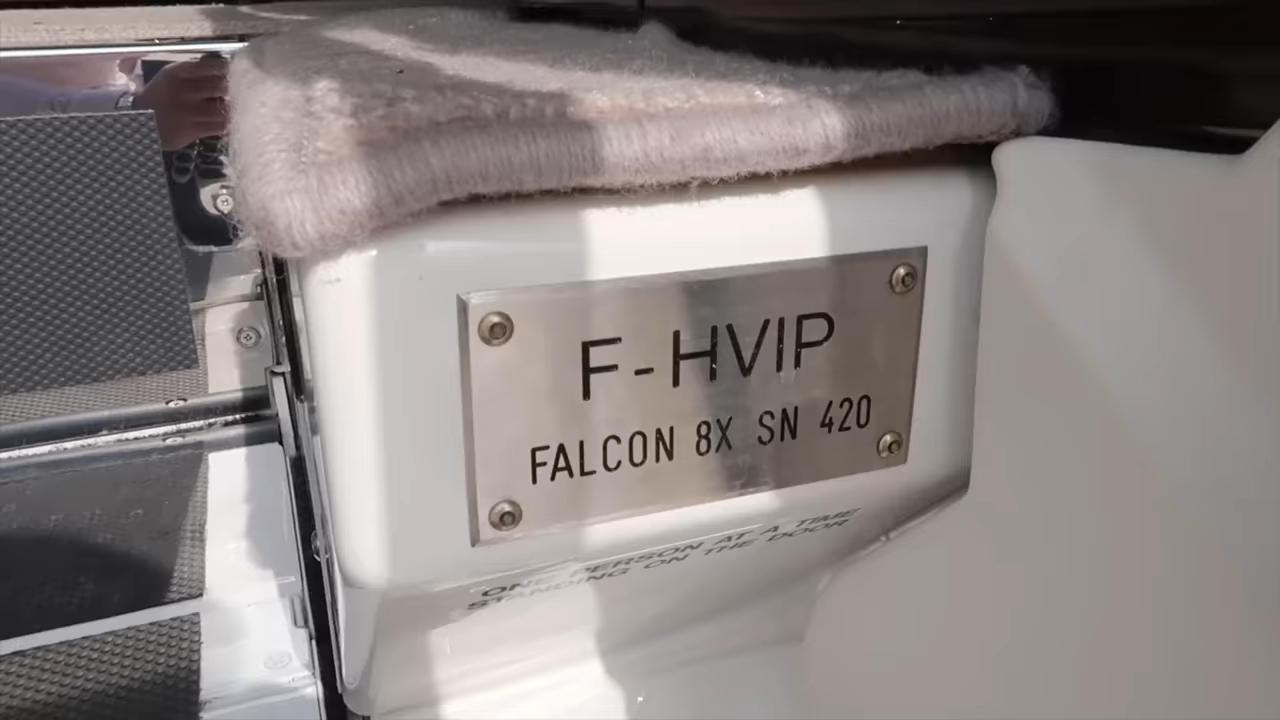 F-HVIP
FALCON 8X SN 420
ONE PERSON AT A TIME
STANDING ON THE DOOR